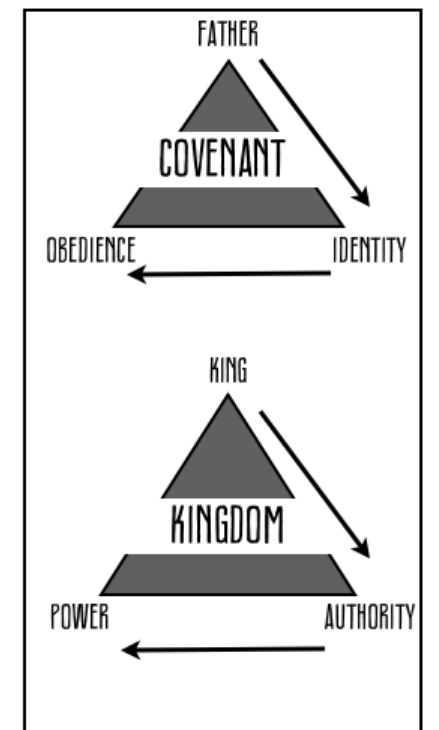 FATHER
COVENANT
OBEDIENCE IDENTITY
KING
KINGDOM
POWER AUTHORITY